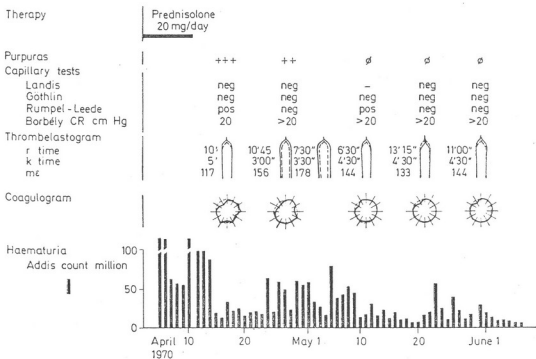 Therapy Prednisolone
20 mg/day
Purpuras +++ ++ ø ø ø
Capillary tests
Landis neg neg – neg neg
Göthlin neg neg neg neg neg
Rumpel-Leede pos neg pos neg neg
Borbély CR cm Hg 20 >20 >20 >20 >20
Thrombelastogram
r time 10' 10'45 7'30" 6'30" 13'15" 11'00"
k time 5' 3'00" 3'30" 4'30" 4'30" 4'30"
mε 117 156 178 144 133 144
Coagulogram
Haematuria
Addis count million
100
50
0
April 10 20 May 1 10 20 June 1
1970